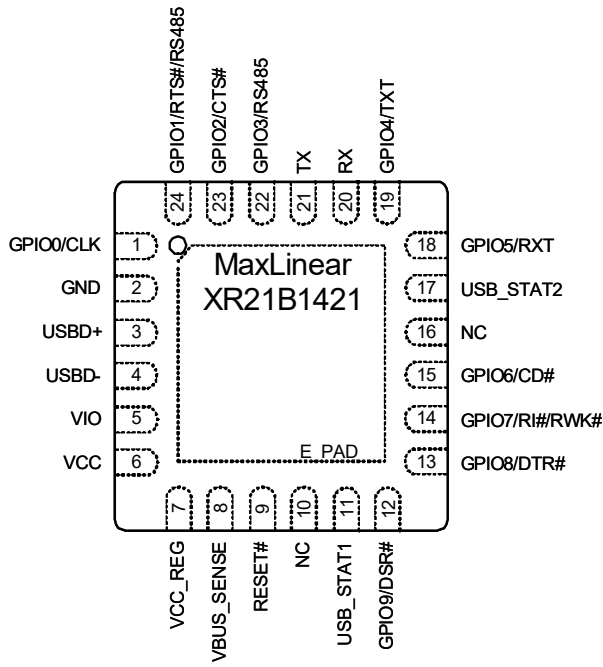 GPIO1/RTS#/RS485
GPIO2/CTS#
GPIO3/RS485
TX
RX
GPIO4/TXT
24
23
22
21
20
19
GPIO0/CLK
1
GND
2
USBD+
3
USBD-
4
VIO
5
VCC
6
MaxLinear
XR21B1421
E_PAD
18
GPIO5/RXT
17
USB_STAT2
16
NC
15
GPIO6/CD#
14
GPIO7/RI#/RWK#
13
GPIO8/DTR#
7
8
9
10
11
12
VCC_REG
VBUS_SENSE
RESET#
NC
USB_STAT1
GPIO9/DSR#